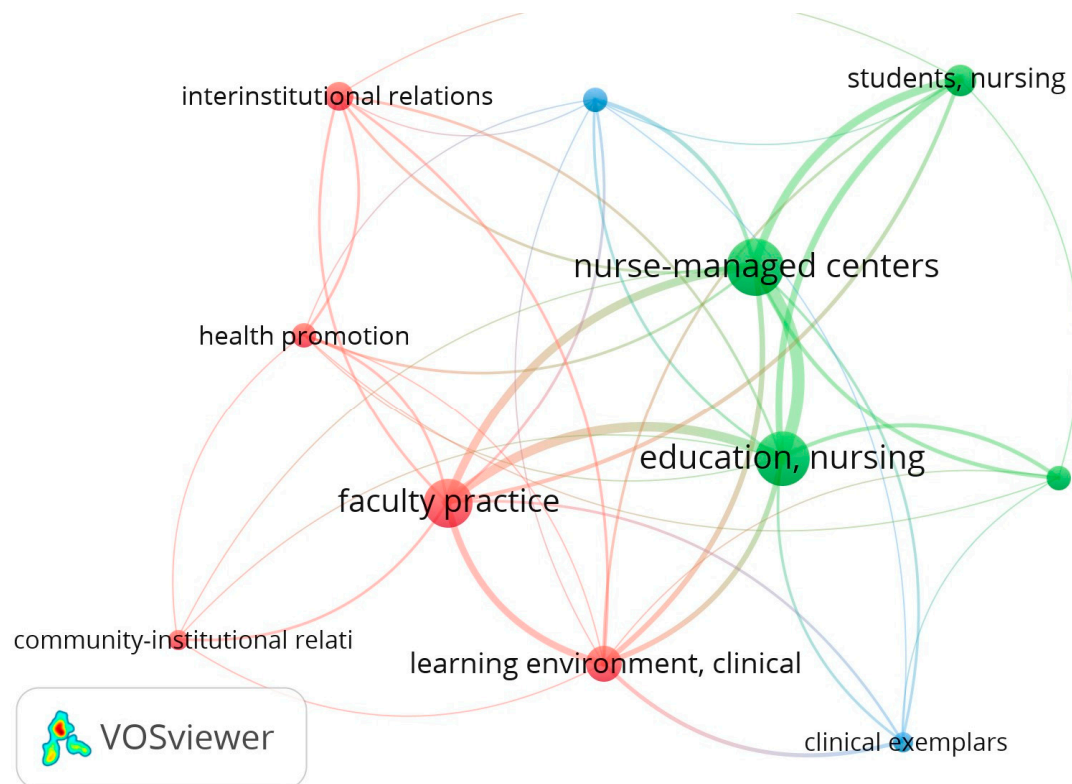 students, nursing
interinstitutional relations
nurse-managed centers
health promotion
education, nursing
faculty practice
community-institutional relati
learning environment, clinical
VOSviewer
clinical exemplars